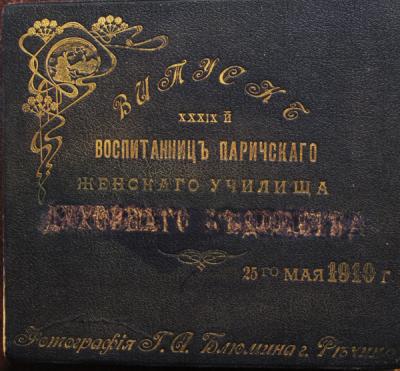 ВЫПУСКЪ
XXXIX й
ВОСПИТАННИЦЪ ПАРИЧСКАГО
ЖЕНСКАГО УЧИЛИЩА
ДУХОВНАГО ВѢДОМСТВА
25 го МАЯ 1910 г
Фотографія Г. А. Блюмина г. Рѣчица